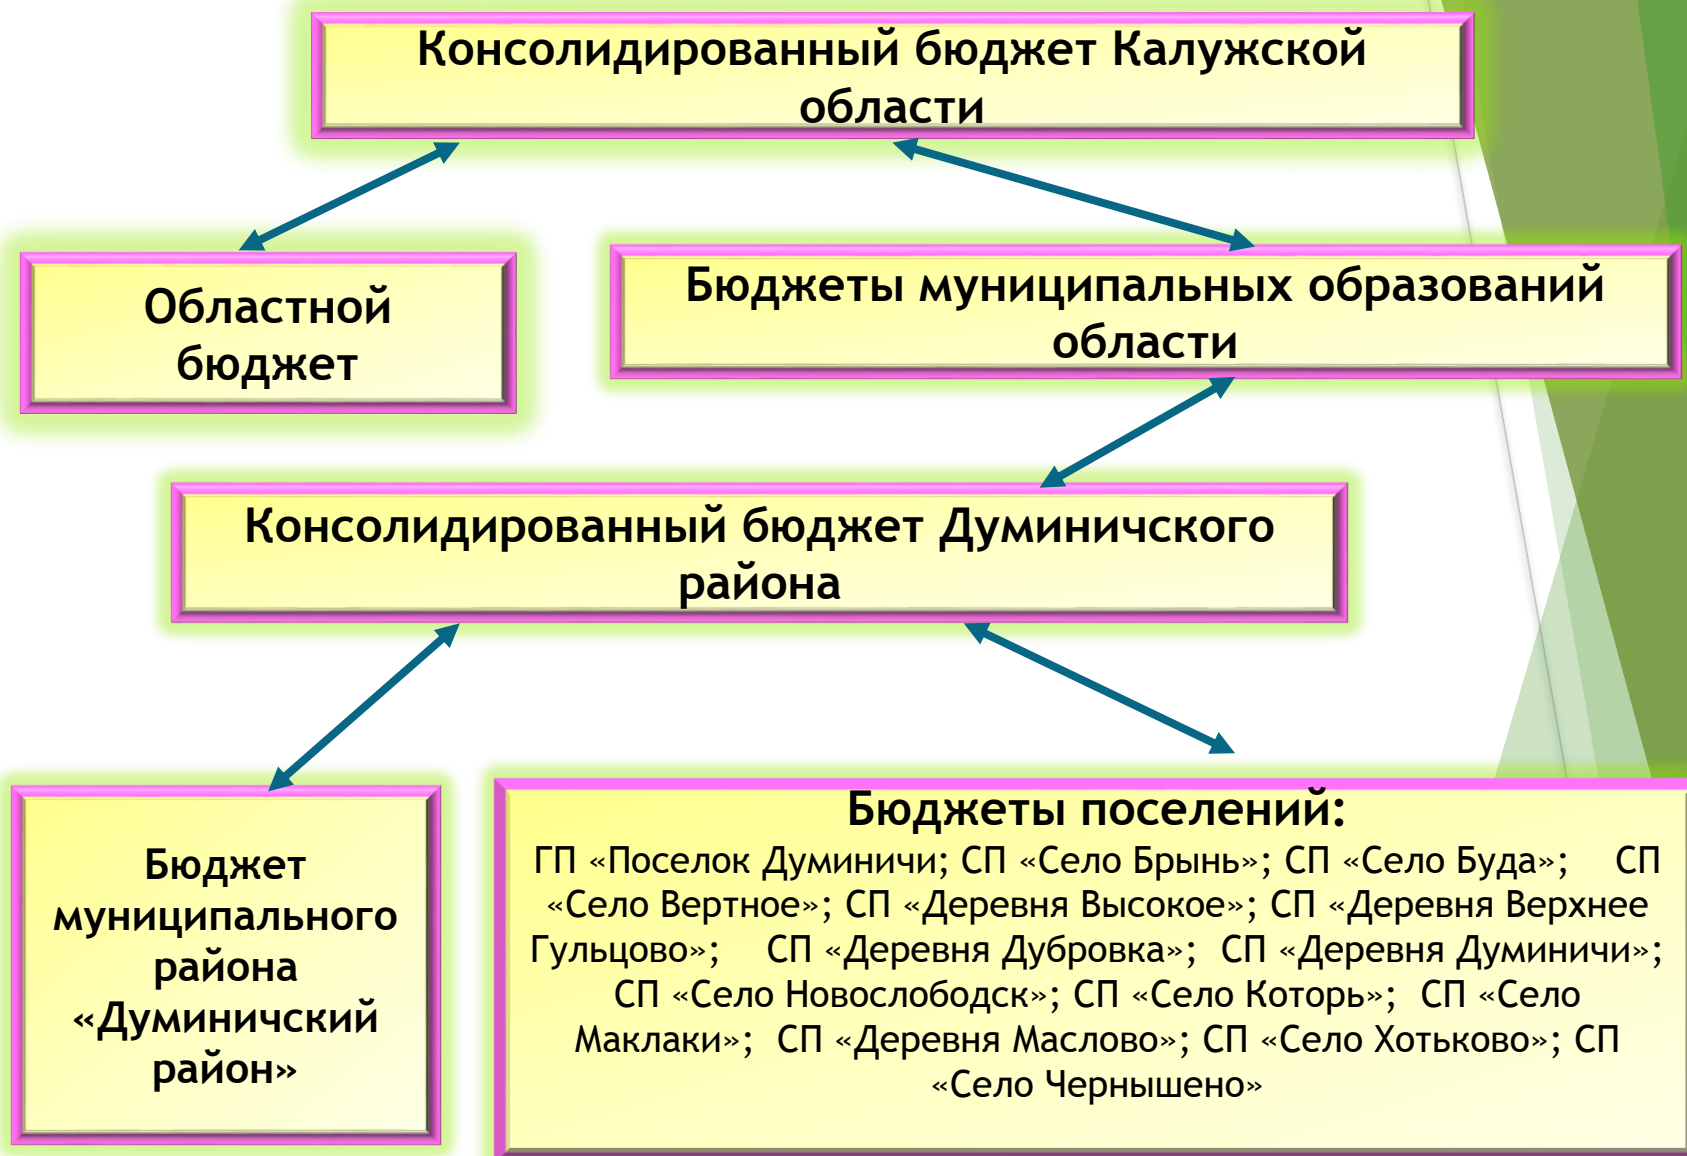 Консолидированный бюджет Калужской
области
Областной
бюджет
Бюджеты муниципальных образований
области
Консолидированный бюджет Думиничского
района
Бюджет
муниципального
района
«Думиничский
район»
Бюджеты поселений:
ГП «Поселок Думиничи; СП «Село Брынь»; СП «Село Буда»; СП
«Село Вертное»; СП «Деревня Высокое»; СП «Деревня Верхнее
Гульцово»; СП «Деревня Дубровка»; СП «Деревня Думиничи»;
СП «Село Новослободск»; СП «Село Которь»; СП «Село
Маклаки»; СП «Деревня Маслово»; СП «Село Хотьково»; СП
«Село Чернышено»